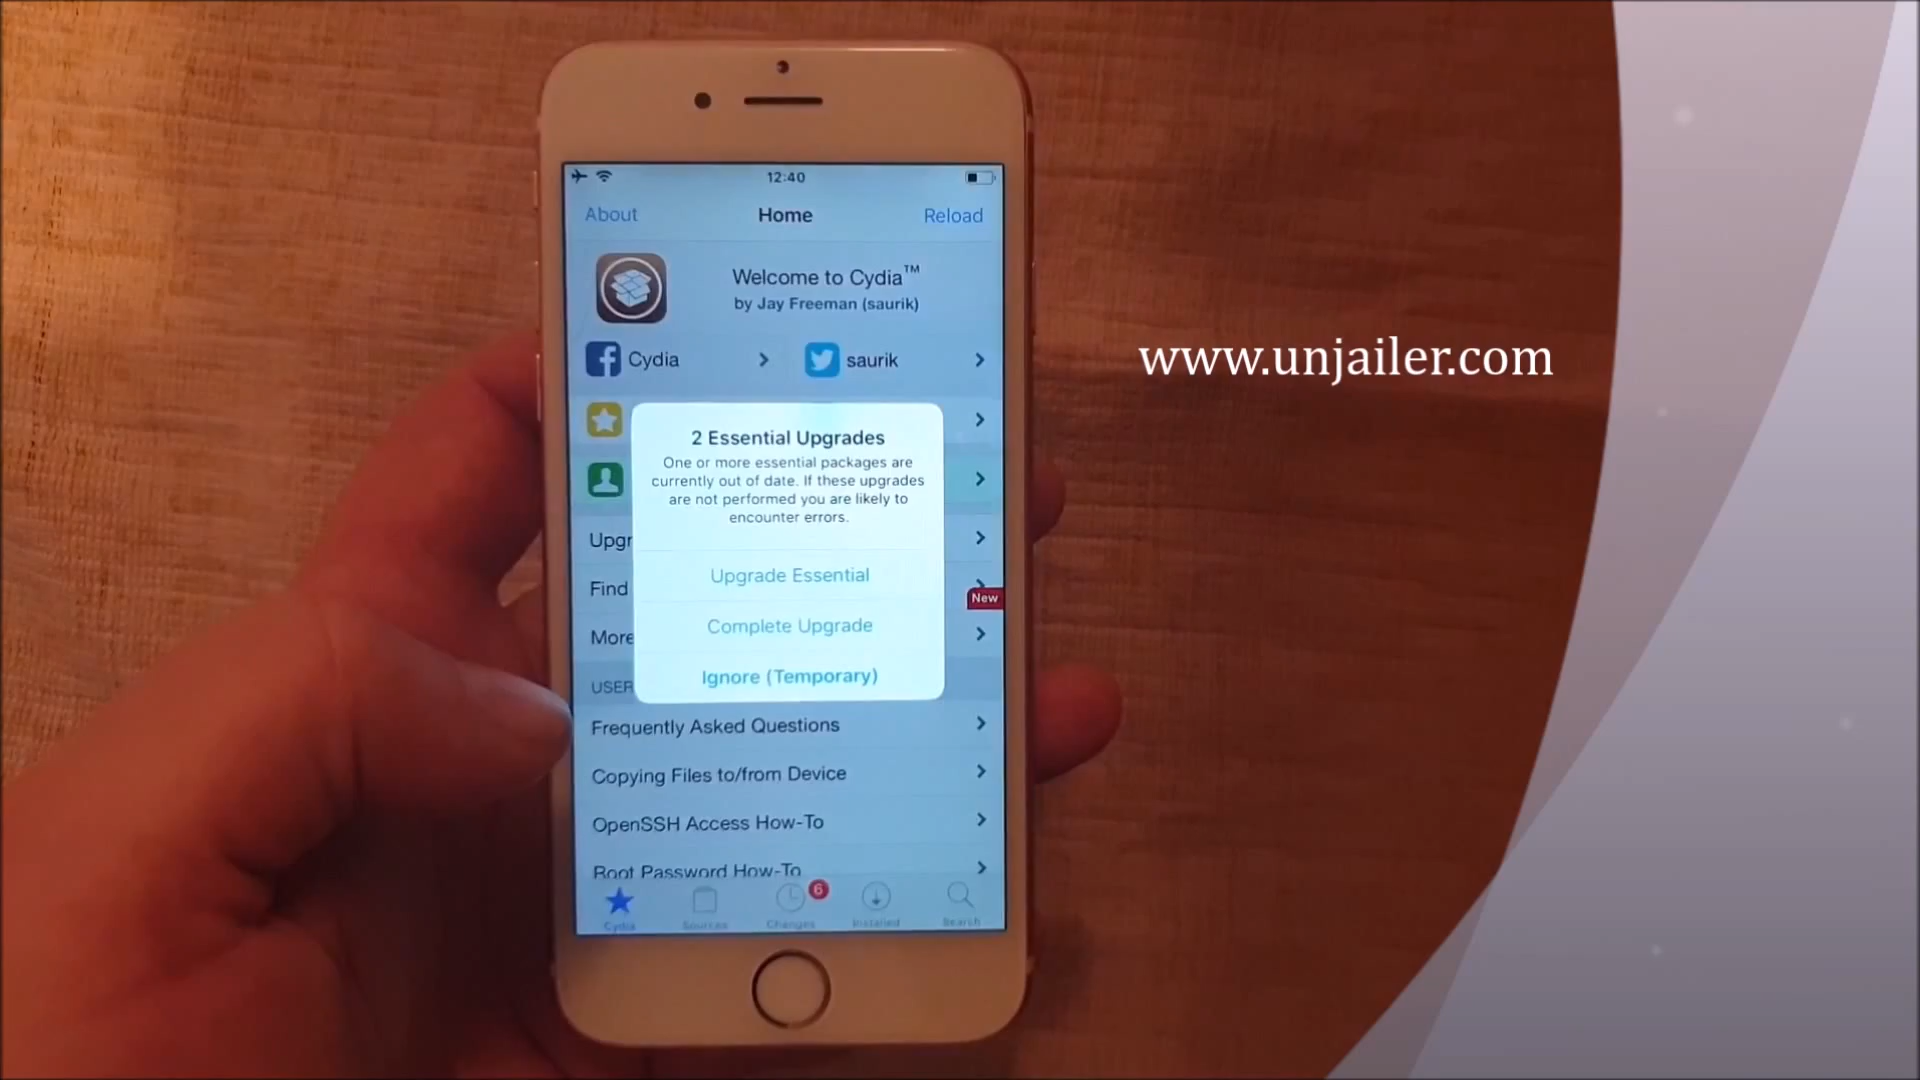 12:40
About Home Reload
Welcome to Cydia™
by Jay Freeman (saurik)
Cydia saurik
2 Essential Upgrades
One or more essential packages are
currently out of date. If these upgrades
are not performed you are likely to
encounter errors.
Upgrade Essential
Complete Upgrade
Ignore (Temporary)
Upgr
Find
New
More
USER
Frequently Asked Questions
Copying Files to/from Device
OpenSSH Access How-To
Root Password How-To
6
Cydia Sources Changes Installed Search
www.unjailer.com